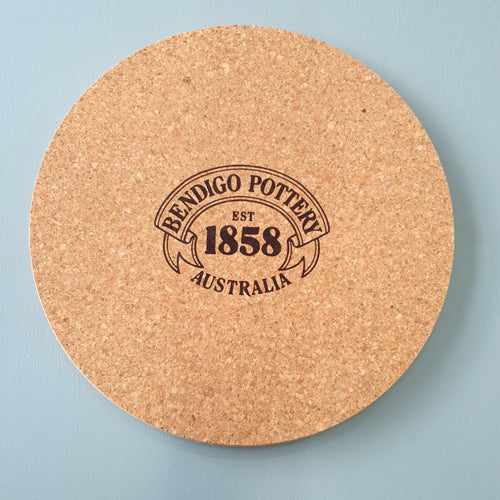 BENDIGO POTTERY
EST
1858
AUSTRALIA